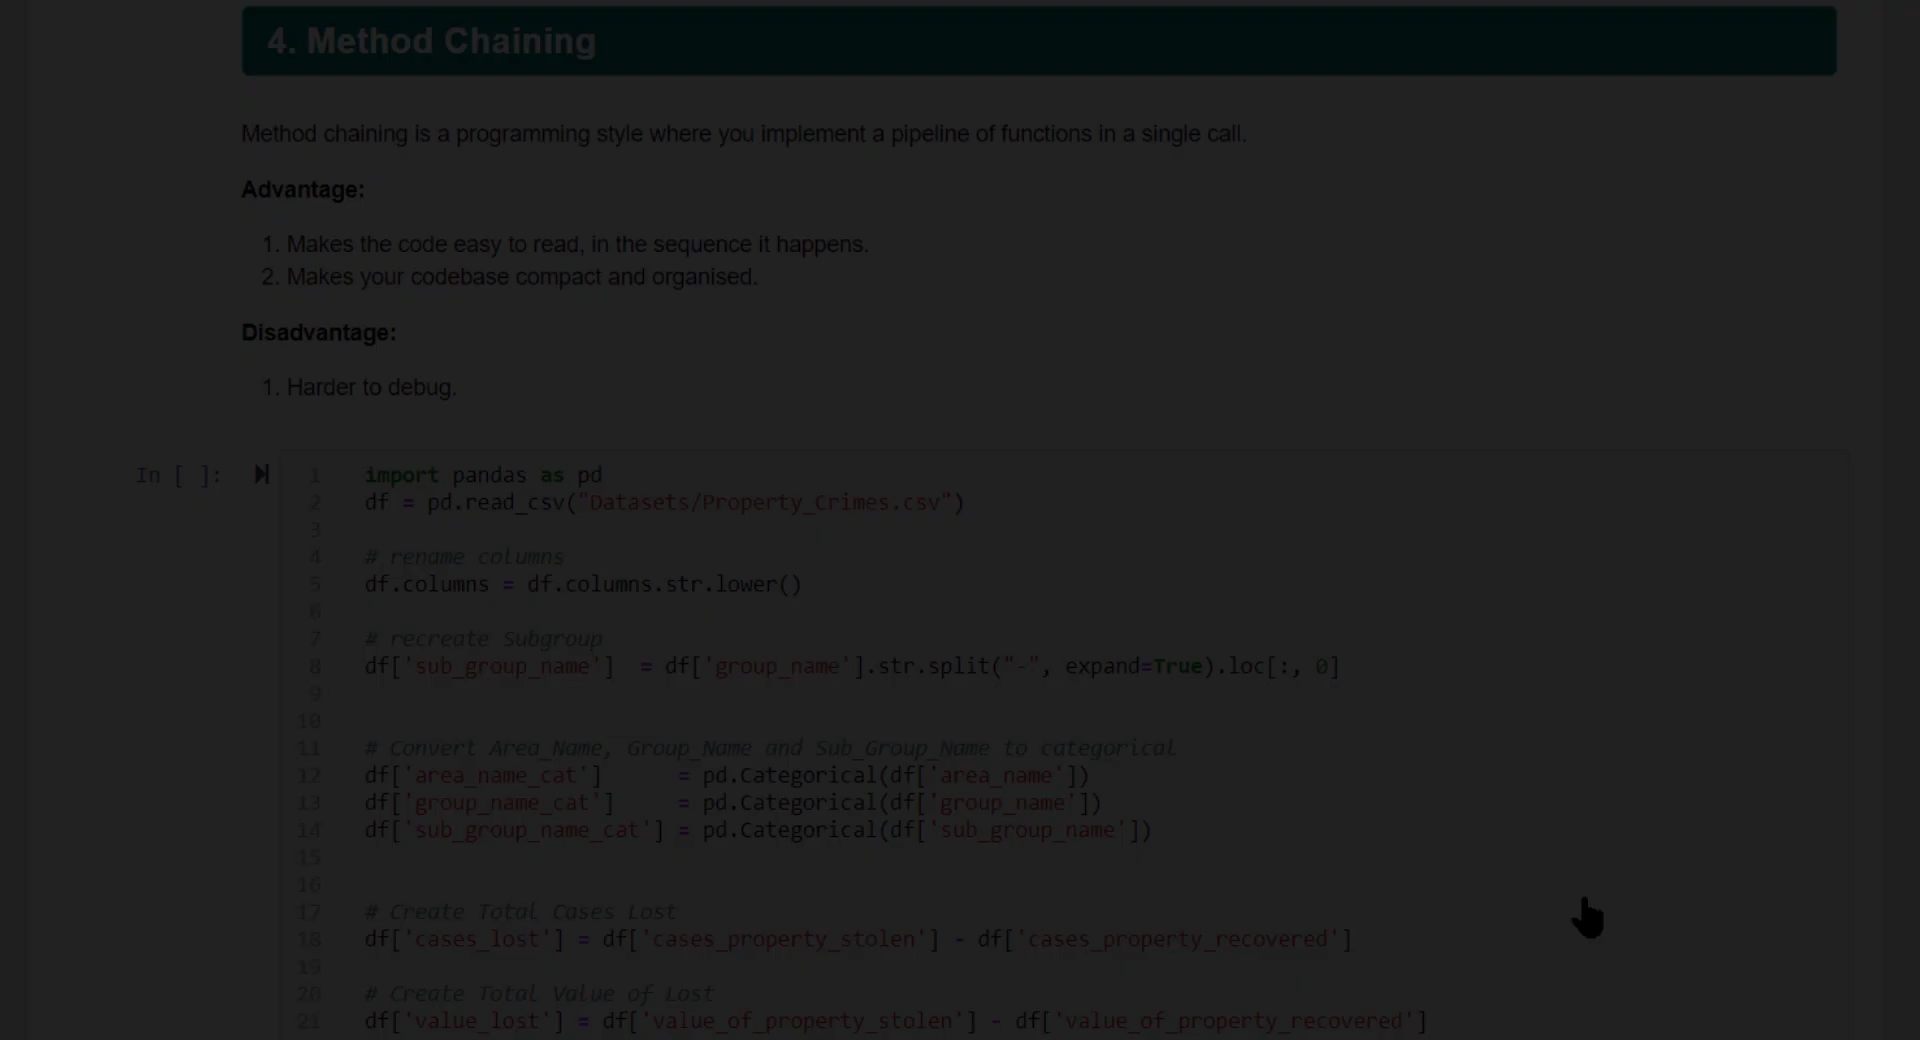 4. Method Chaining
Method chaining is a programming style where you implement a pipeline of functions in a single call.
Advantage:
1. Makes the code easy to read, in the sequence it happens.
2. Makes your codebase compact and organised.
Disadvantage:
1. Harder to debug.
In [ ]:
1 import pandas as pd
2 df = pd.read_csv("Datasets/Property_Crimes.csv")
3
4 # rename columns
5 df.columns = df.columns.str.lower()
6
7 # recreate Subgroup
8 df['sub_group_name']  = df['group_name'].str.split("-", expand=True).loc[:, 0]
9
10
11 # Convert Area_Name, Group_Name and Sub_Group_Name to categorical
12 df['area_name_cat']      = pd.Categorical(df['area_name'])
13 df['group_name_cat']     = pd.Categorical(df['group_name'])
14 df['sub_group_name_cat'] = pd.Categorical(df['sub_group_name'])
15
16
17 # Create Total Cases Lost
18 df['cases_lost'] = df['cases_property_stolen'] - df['cases_property_recovered']
19
20 # Create Total Value of Lost
21 df['value_lost'] = df['value_of_property_stolen'] - df['value_of_property_recovered']